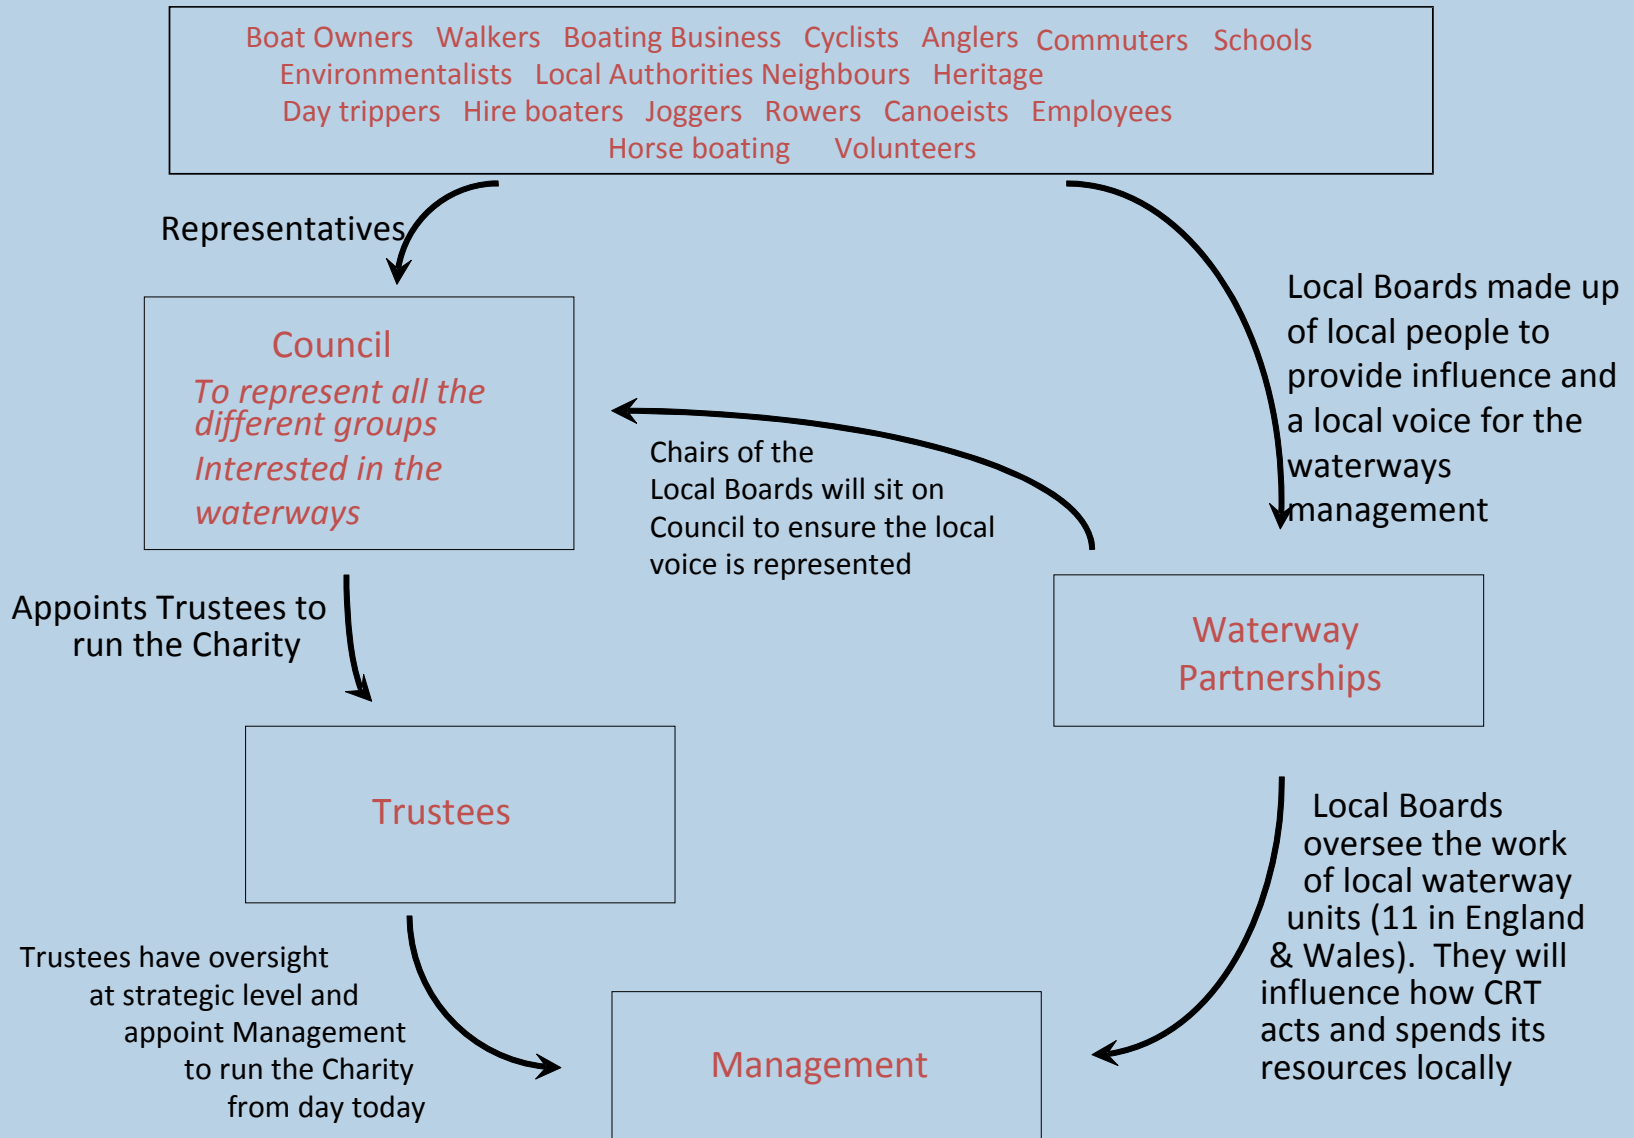 Boat Owners Walkers Boating Business Cyclists Anglers Commuters Schools
Environmentalists Local Authorities Neighbours Heritage
Day trippers Hire boaters Joggers Rowers Canoeists Employees
Horse boating Volunteers
Representatives
Council
To represent all the
different groups
Interested in the
waterways
Local Boards made up
of local people to
provide influence and
a local voice for the
waterways
management
Chairs of the
Local Boards will sit on
Council to ensure the local
voice is represented
Appoints Trustees to
run the Charity
Waterway
Partnerships
Trustees
Local Boards
oversee the work
of local waterway
units (11 in England
& Wales). They will
influence how CRT
acts and spends its
resources locally
Trustees have oversight
at strategic level and
appoint Management
to run the Charity
from day today
Management